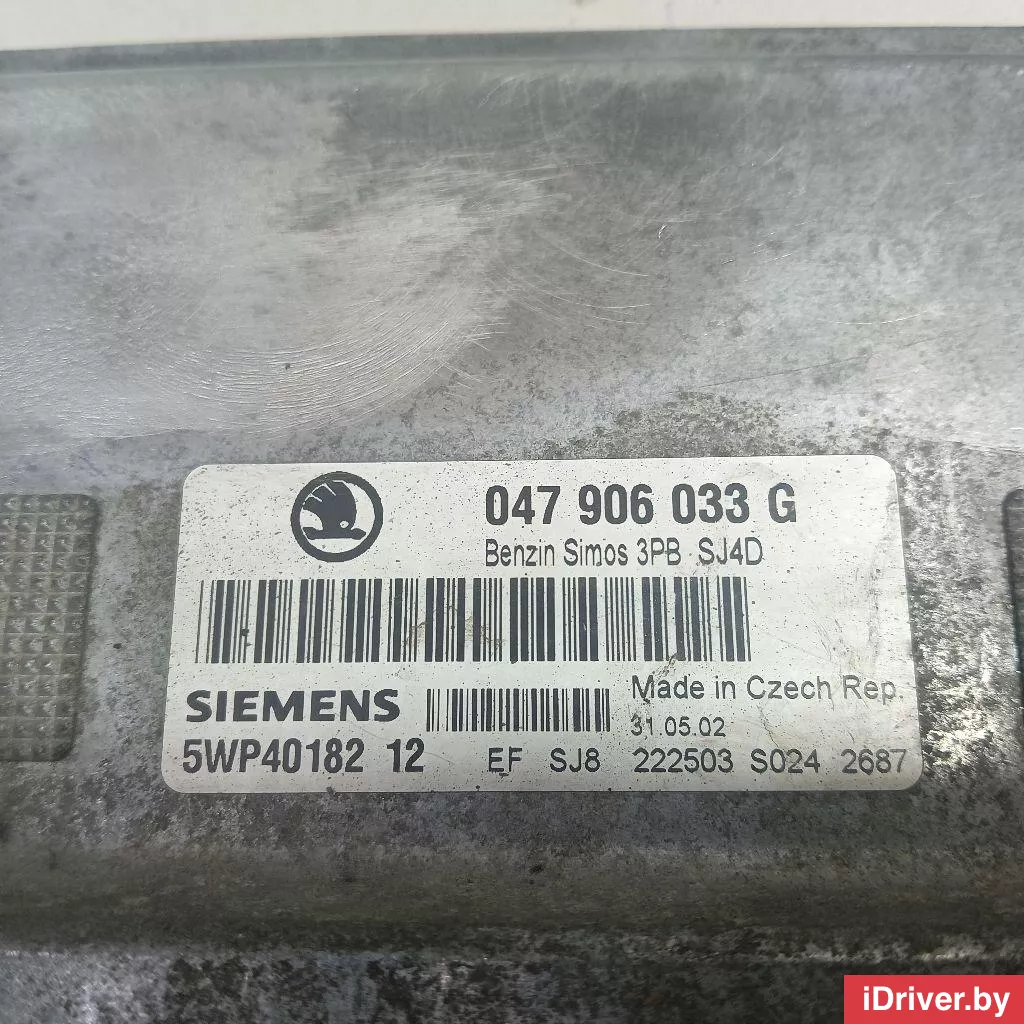 047 906 033 G
Benzin Simos 3PB SJ4D
Made in Czech Rep.
SIEMENS
31.05.02
5WP40182 12 EF SJ8 222503 S024 2687
iDriver.by